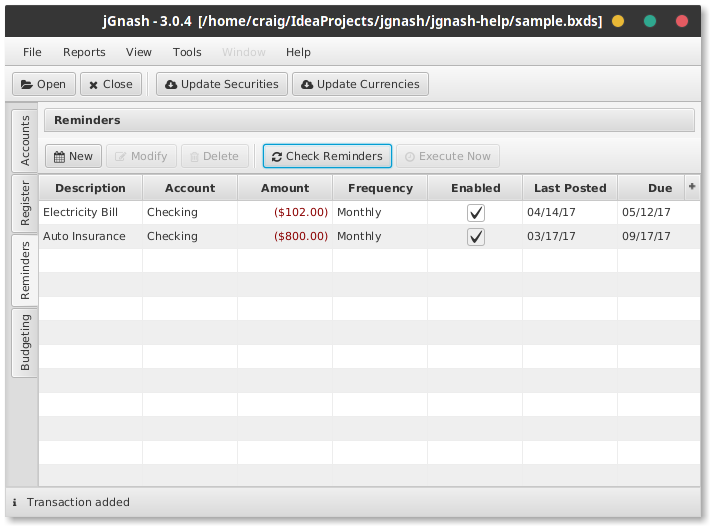 jGnash - 3.0.4 [/home/craig/IdeaProjects/jgnash/jgnash-help/sample.bxds]
File Reports View Tools Window Help
Open Close Update Securities Update Currencies
Accounts
Register
Reminders
Budgeting
Reminders
New Modify Delete Check Reminders Execute Now
Description Account Amount Frequency Enabled Last Posted Due +
Electricity Bill Checking ($102.00) Monthly 04/14/17 05/12/17
Auto Insurance Checking ($800.00) Monthly 03/17/17 09/17/17
Transaction added